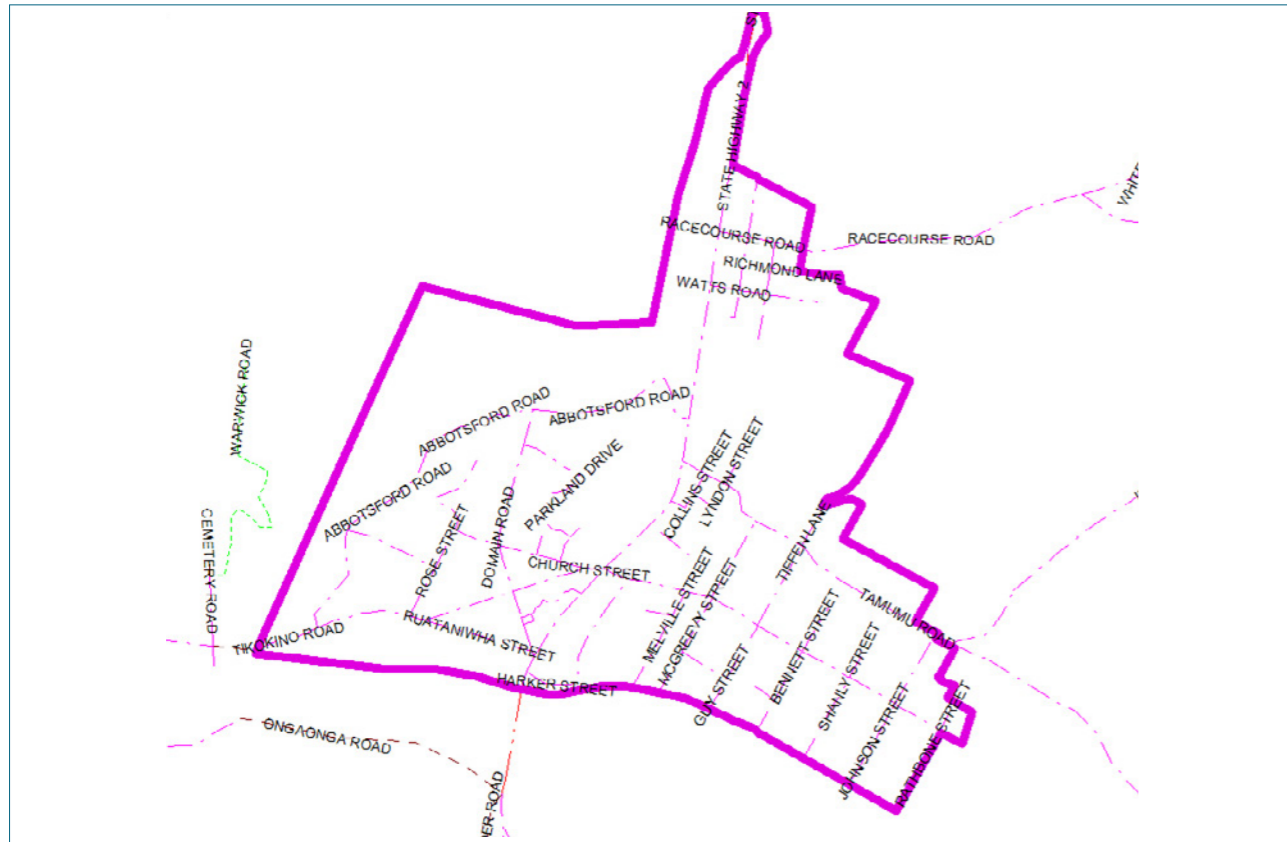 STATE HIGHWAY 2
RACECOURSE ROAD
RACECOURSE ROAD
RICHMOND LANE
WATTS ROAD
WARWICK ROAD
ABBOTSFORD ROAD
ABBOTSFORD ROAD
ABBOTSFORD ROAD
PARKLAND DRIVE
COLLINS STREET
LYNDON STREET
CEMETERY ROAD
ROSE STREET
DOMAIN ROAD
CHURCH STREET
TIFFEN LANE
TAMUMU ROAD
MELVILLE STREET
MCGREEVY STREET
BENNETT STREET
SHANLY STREET
TIKOKINO ROAD
RUATANIWHA STREET
HARKER STREET
GUY STREET
JOHNSON STREET
RATHBONE STREET
ONGAONGA ROAD